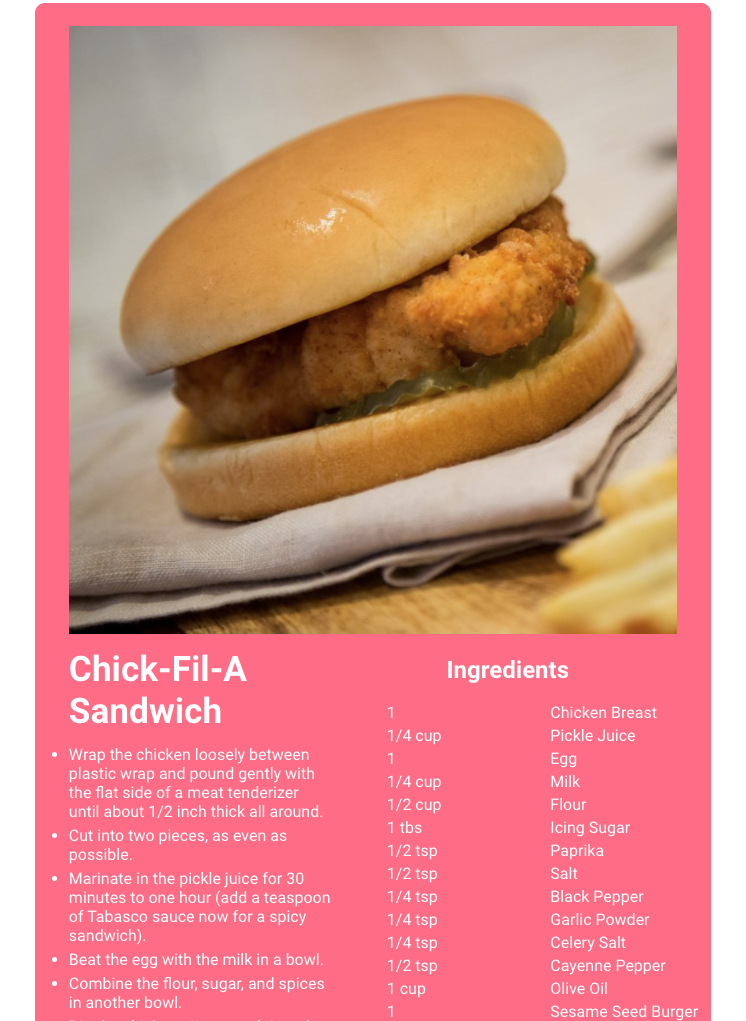 Chick-Fil-A
Sandwich
• Wrap the chicken loosely between
plastic wrap and pound gently with
the flat side of a meat tenderizer
until about 1/2 inch thick all around.
• Cut into two pieces, as even as
possible.
• Marinate in the pickle juice for 30
minutes to one hour (add a teaspoon
of Tabasco sauce now for a spicy
sandwich).
• Beat the egg with the milk in a bowl.
• Combine the flour, sugar, and spices
in another bowl.
Ingredients
1 Chicken Breast
1/4 cup Pickle Juice
1 Egg
1/4 cup Milk
1/2 cup Flour
1 tbs Icing Sugar
1/2 tsp Paprika
1/2 tsp Salt
1/4 tsp Black Pepper
1/4 tsp Garlic Powder
1/4 tsp Celery Salt
1/2 tsp Cayenne Pepper
1 cup Olive Oil
1 Sesame Seed Burger